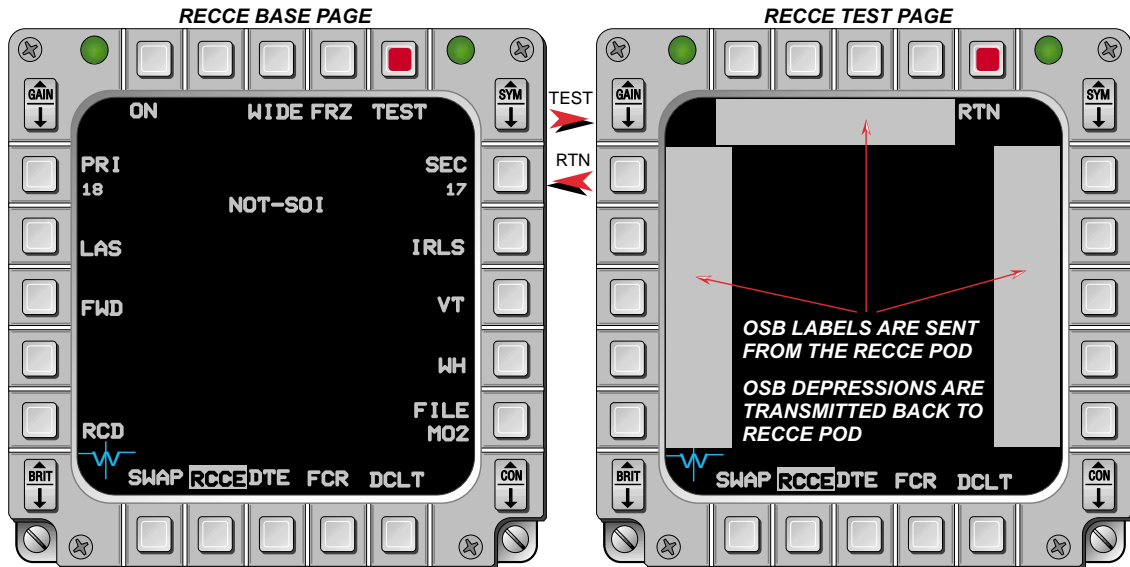 RECCE BASE PAGE
GAIN
SYM
ON WIDE FRZ TEST
PRI
18
SEC
17
NOT-SOI
LAS
IRLS
FWD
VT
WH
RCD
FILE
MO2
BRIT
CON
SWAP RCCE DTE FCR DCLT
TEST
RTN
RECCE TEST PAGE
GAIN
SYM
RTN
OSB LABELS ARE SENT
FROM THE RECCE POD
OSB DEPRESSIONS ARE
TRANSMITTED BACK TO
RECCE POD
BRIT
CON
SWAP RCCE DTE FCR DCLT